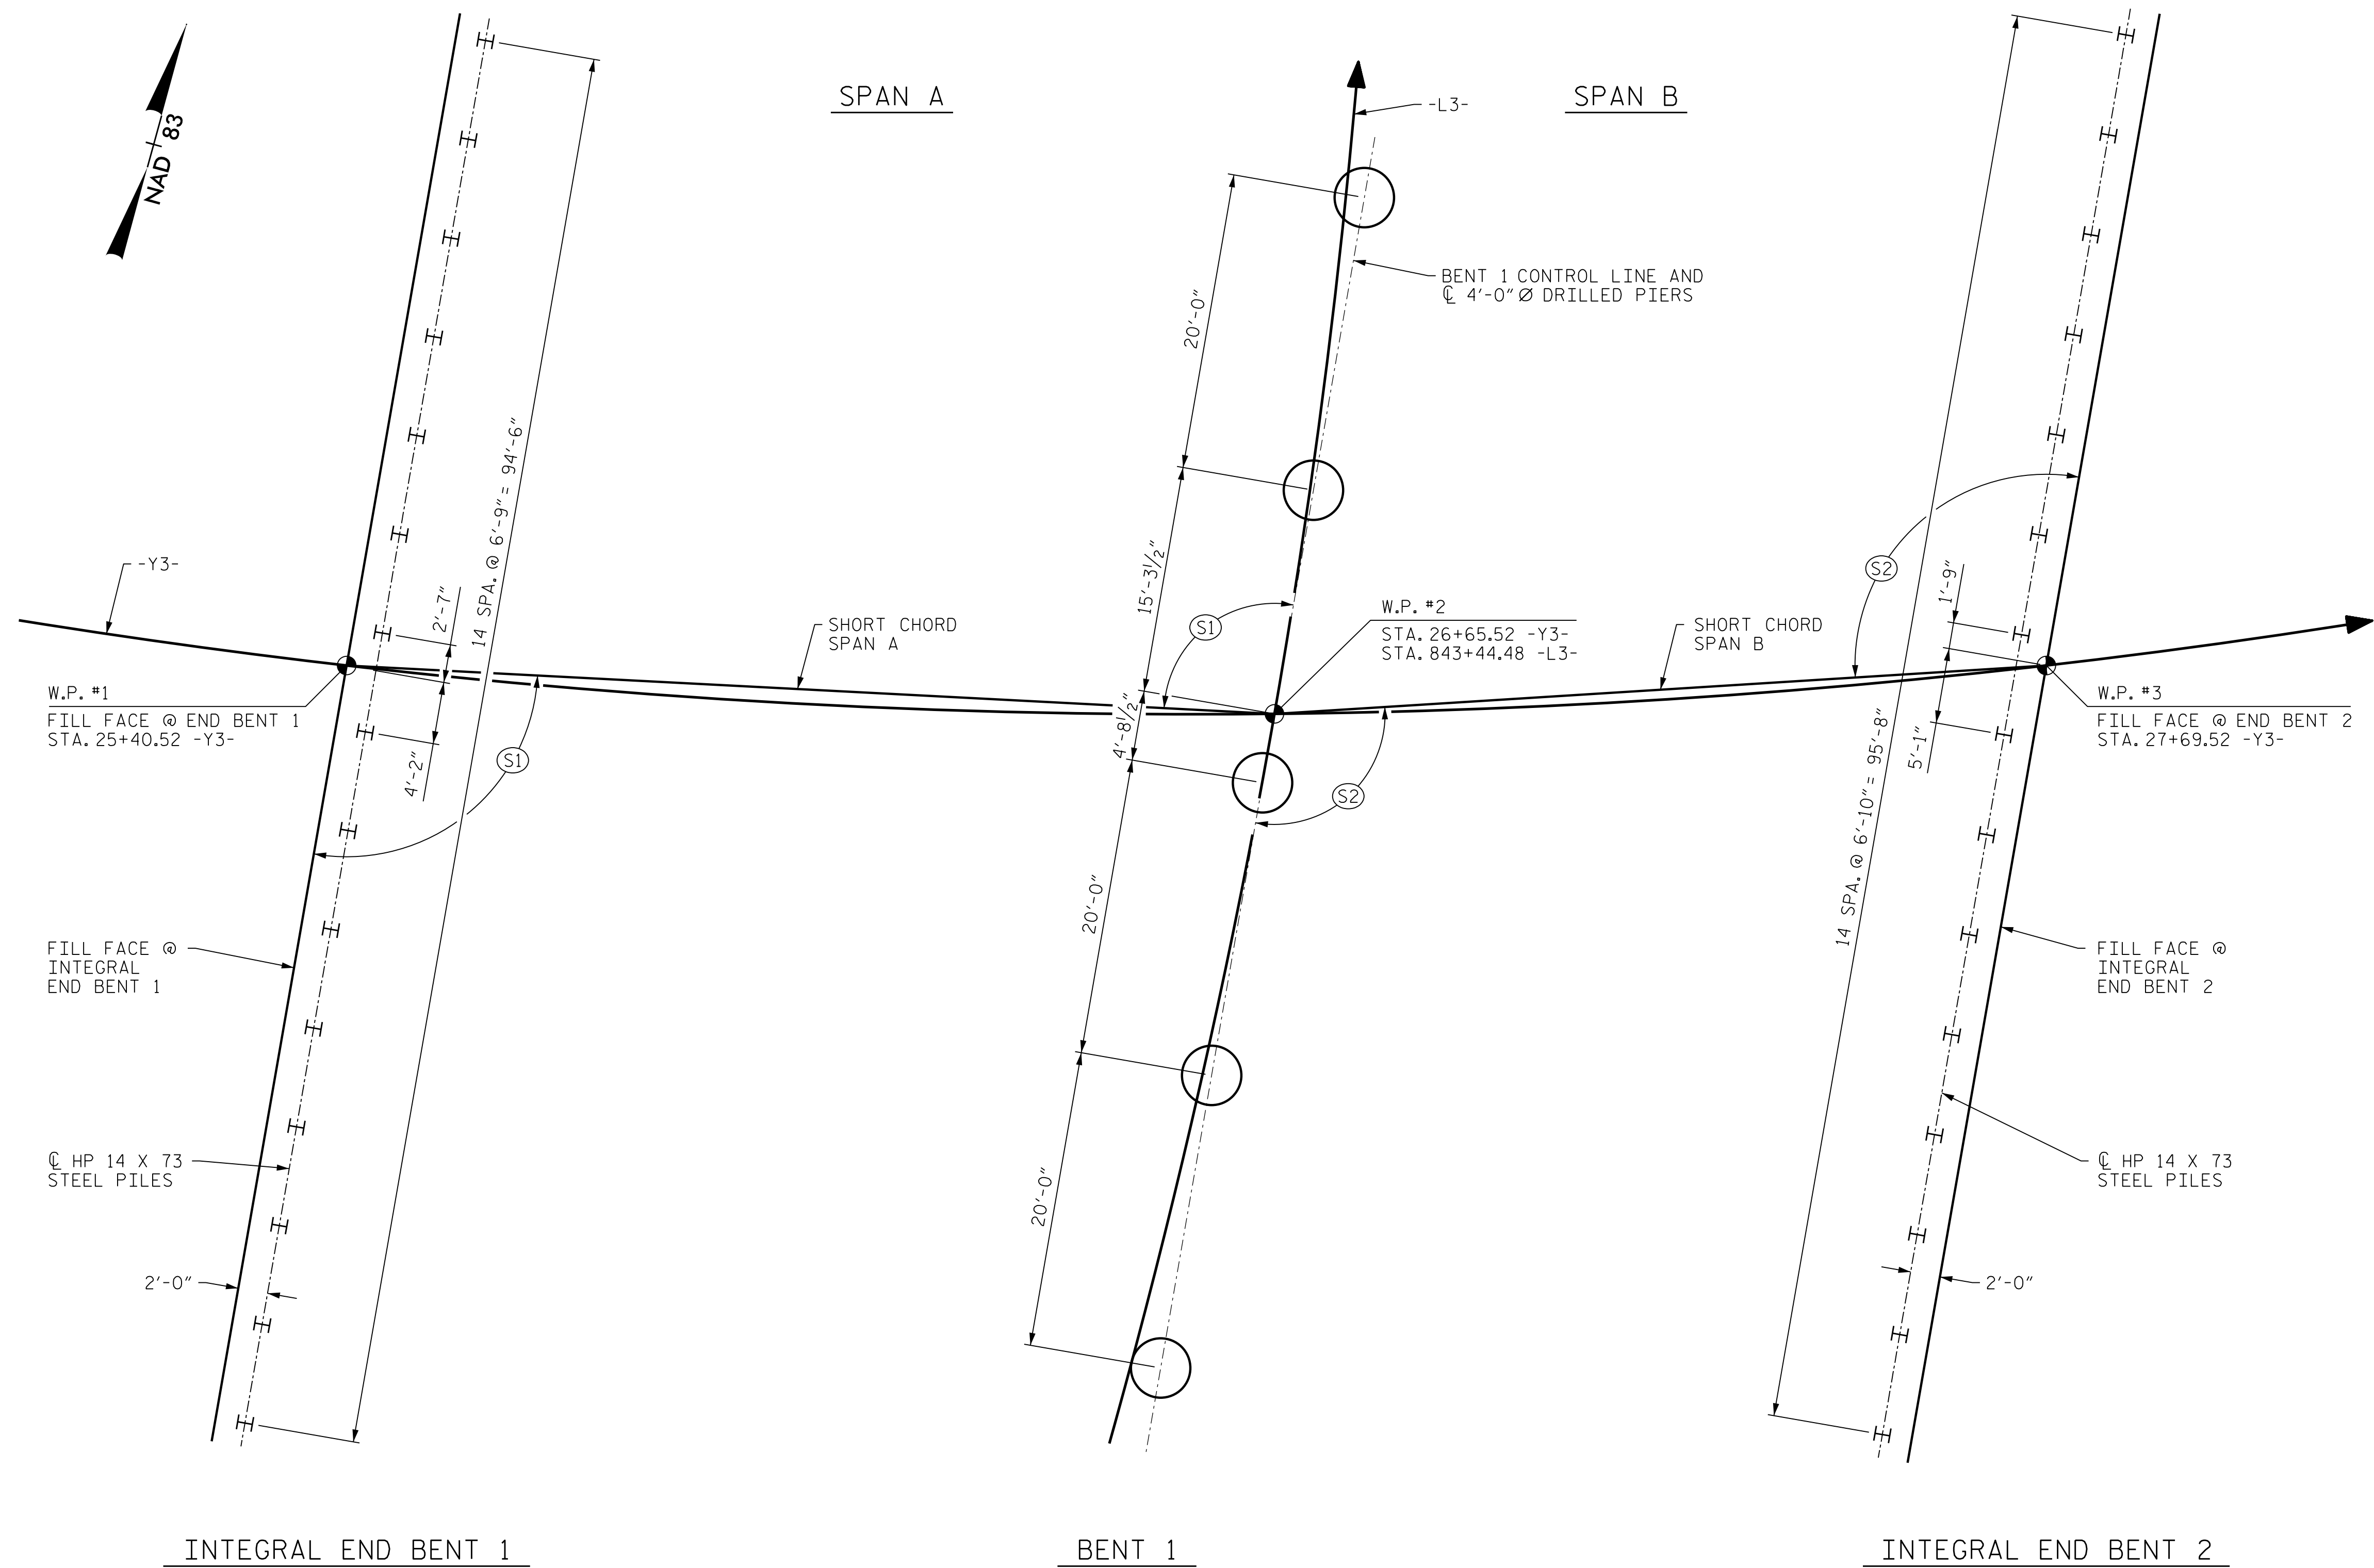 NAD 83
SPAN A
SPAN B
-L3-
BENT 1 CONTROL LINE AND
℄ 4'-0"Ø DRILLED PIERS
20'-0"
14 SPA. @ 6'-9" = 94'-6"
-Y3-
2'-7"
4'-2"
S1
W.P. #1
FILL FACE @ END BENT 1
STA. 25+40.52 -Y3-
SHORT CHORD
SPAN A
15'-3½"
S1
4'-8½"
W.P. #2
STA. 26+65.52 -Y3-
STA. 843+44.48 -L3-
S2
SHORT CHORD
SPAN B
S2
1'-9"
5'-1"
14 SPA. @ 6'-10" = 95'-8"
W.P. #3
FILL FACE @ END BENT 2
STA. 27+69.52 -Y3-
20'-0"
20'-0"
FILL FACE @
INTEGRAL
END BENT 1
FILL FACE @
INTEGRAL
END BENT 2
℄ HP 14 X 73
STEEL PILES
℄ HP 14 X 73
STEEL PILES
2'-0"
2'-0"
INTEGRAL END BENT 1
BENT 1
INTEGRAL END BENT 2